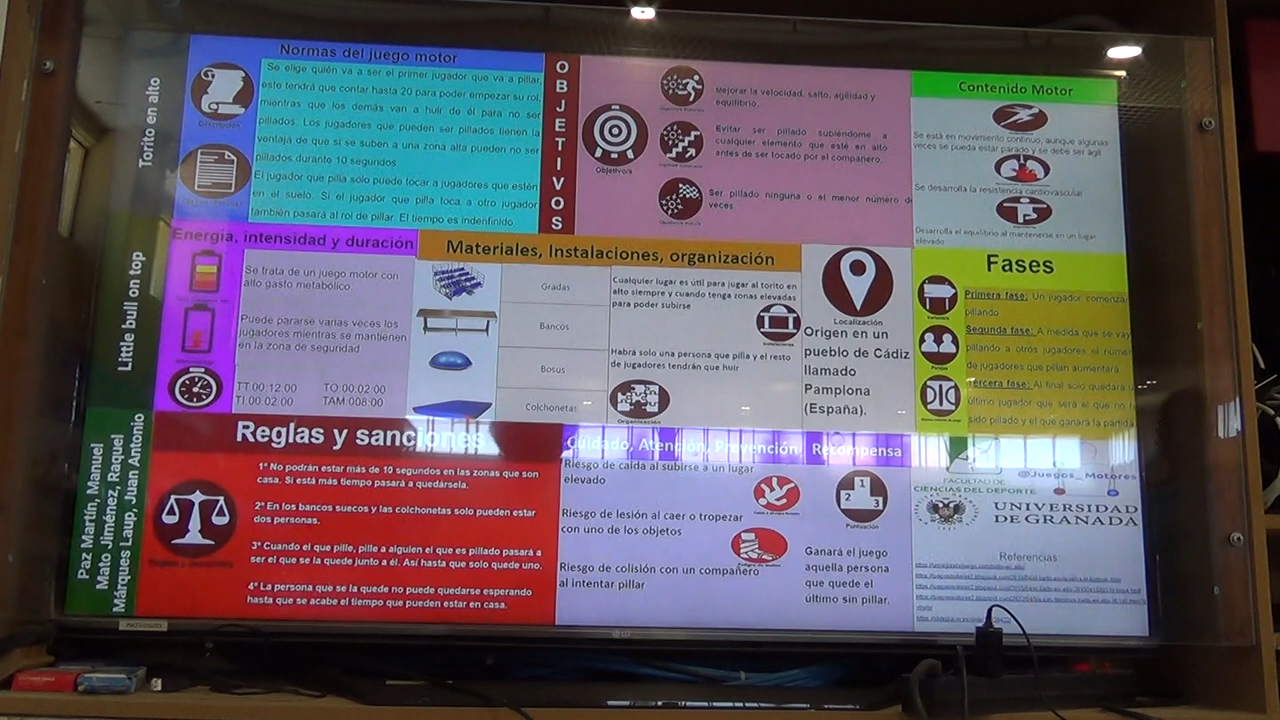 Torito en alto
Little bull on top
Paz Martín, Manuel
Mato Jiménez, Raquel
Márques Laup, Juan Antonio
Normas del juego motor
Se elige quién va a ser el primer jugador que va a pillar,
este tendrá que contar hasta 20 para poder empezar su rol,
mientras que los demás van a huir de él para no ser
pillados. Los jugadores que pueden ser pillados tienen la
ventaja de que si se suben a una zona alta pueden no ser
pillados durante 10 segundos.
El jugador que pilla solo puede tocar a jugadores que estén
en el suelo. Si el jugador que pilla toca a otro jugador
también pasará al rol de pillar. El tiempo es indenfinido
OBJETIVOS
Objetivo/s
Mejorar la velocidad, salto, agilidad y
equilibrio.
Evitar ser pillado subiéndome a
cualquier elemento que esté en alto
antes de ser tocado por el compañero.
Ser pillado ninguna o el menor número de
veces
Contenido Motor
Se está en movimiento continuo, aunque algunas
veces se pueda estar parado y se debe ser ágil
Se desarrolla la resistencia cardiovascular
Desarrolla el equilibrio al mantenerse en un lugar
elevado
Energía, intensidad y duración
Se trata de un juego motor con
alto gasto metabólico.
Puede pararse varias veces los
jugadores mientras se mantienen
en la zona de seguridad
TT:00:12:00 TO:00:02:00
TI:00:02:00 TAM:008:00
Materiales, Instalaciones, organización
Gradas
Bancos
Bosus
Colchonetas
Cualquier lugar es útil para jugar al torito en
alto siempre y cuando tenga zonas elevadas
para poder subirse
Instalaciones
Habrá solo una persona que pilla y el resto
de jugadores tendrán que huir
Organización
Localización
Origen en un
pueblo de Cádiz
llamado
Pamplona
(España).
Fases
Primera fase: Un jugador comenzar
pillando
Segunda fase: A medida que se vay
pillando a otros jugadores el númer
de jugadores que pillan aumentará
Tercera fase: Al final solo quedará u
último jugador que será el que no h
sido pillado y el que ganará la partida
Reglas y sanciones
1º No podrán estar más de 10 segundos en las zonas que son
casa. Si está más tiempo pasará a quedársela.
2º En los bancos suecos y las colchonetas solo pueden estar
dos personas.
3º Cuando el que pille, pille a alguien el que es pillado pasará a
ser el que se la quede junto a él. Así hasta que solo quede uno.
4º La persona que se la quede no puede quedarse esperando
hasta que se acabe el tiempo que pueden estar en casa.
Cuidado, Atención, Prevención
Riesgo de caída al subirse a un lugar
elevado
Riesgo de lesión al caer o tropezar
con uno de los objetos
Riesgo de colisión con un compañero
al intentar pillar
Recompensa
1
2
3
Puntuación
Ganará el juego
aquella persona
que quede el
último sin pillar.
@Juegos_Motores
FACULTAD DE
CIENCIAS DEL DEPORTE
UNIVERSIDAD
DE GRANADA
Referencias
LG